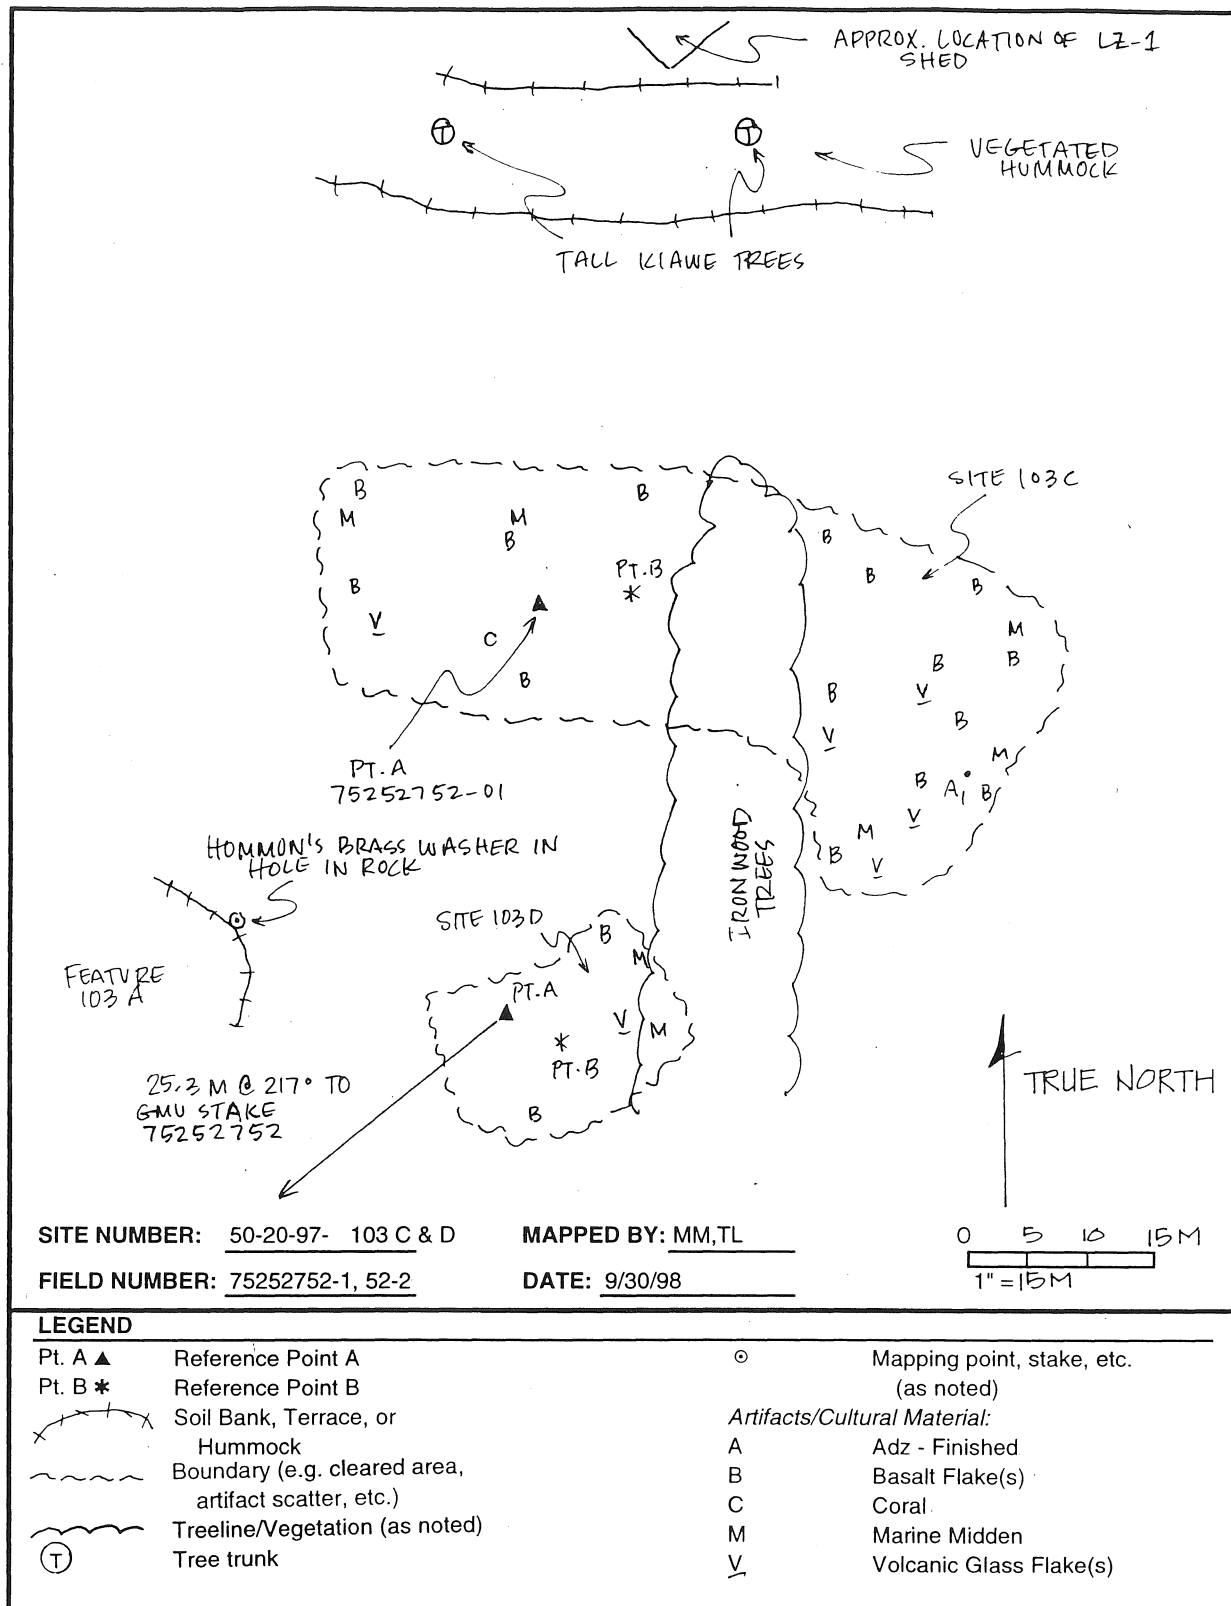 APPROX. LOCATION OF LZ-1
SHED
T
T
VEGETATED
HUMMOCK
TALL KIAWE TREES
SITE 103C
B
B
M
M
B
B
PT.B
B
B
B
V
C
M
B
B
B
B
V
B
V
B
PT.A
75252752-01
M
B
A1
B
V
M
B
V
HOMMON'S BRASS WASHER IN
HOLE IN ROCK
IRONWOOD
TREES
SITE 103D
B
M
FEATURE
103 A
PT.A
V
M
PT.B
B
25.3 M @ 217° TO
GMU STAKE
75252752
TRUE NORTH
SITE NUMBER: 50-20-97- 103 C & D
MAPPED BY: MM,TL
0 5 10 15 M
FIELD NUMBER: 75252752-1, 52-2
DATE: 9/30/98
1" = 15 M
LEGEND
Pt. A Reference Point A
Pt. B Reference Point B
Soil Bank, Terrace, or
Hummock
Boundary (e.g. cleared area,
artifact scatter, etc.)
Treeline/Vegetation (as noted)
T Tree trunk
Mapping point, stake, etc.
(as noted)
Artifacts/Cultural Material:
A Adz - Finished
B Basalt Flake(s)
C Coral
M Marine Midden
V Volcanic Glass Flake(s)